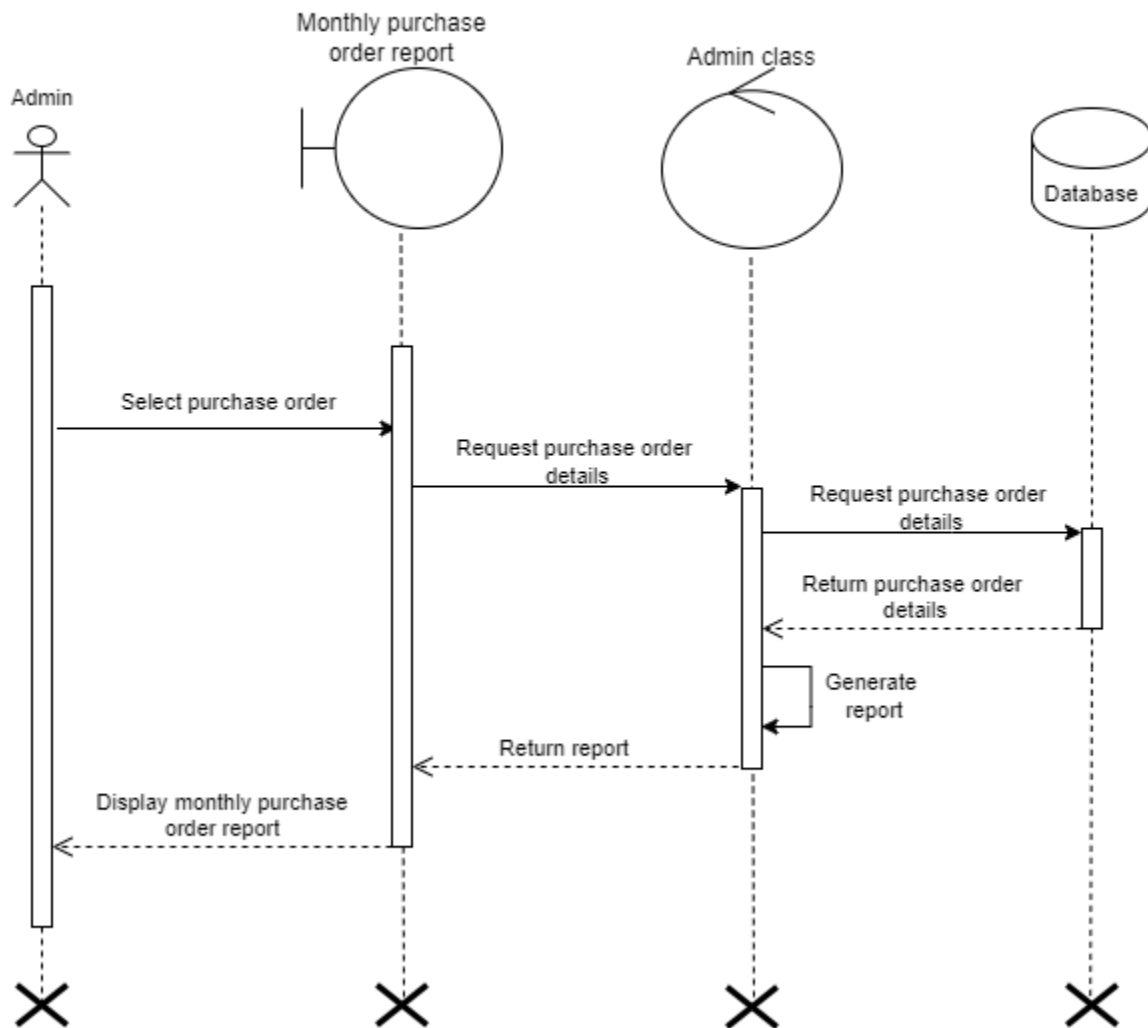 Monthly purchase
order report
Admin class
Admin
Database
Select purchase order
Request purchase order
details
Request purchase order
details
Return purchase order
details
Generate
report
Return report
Display monthly purchase
order report